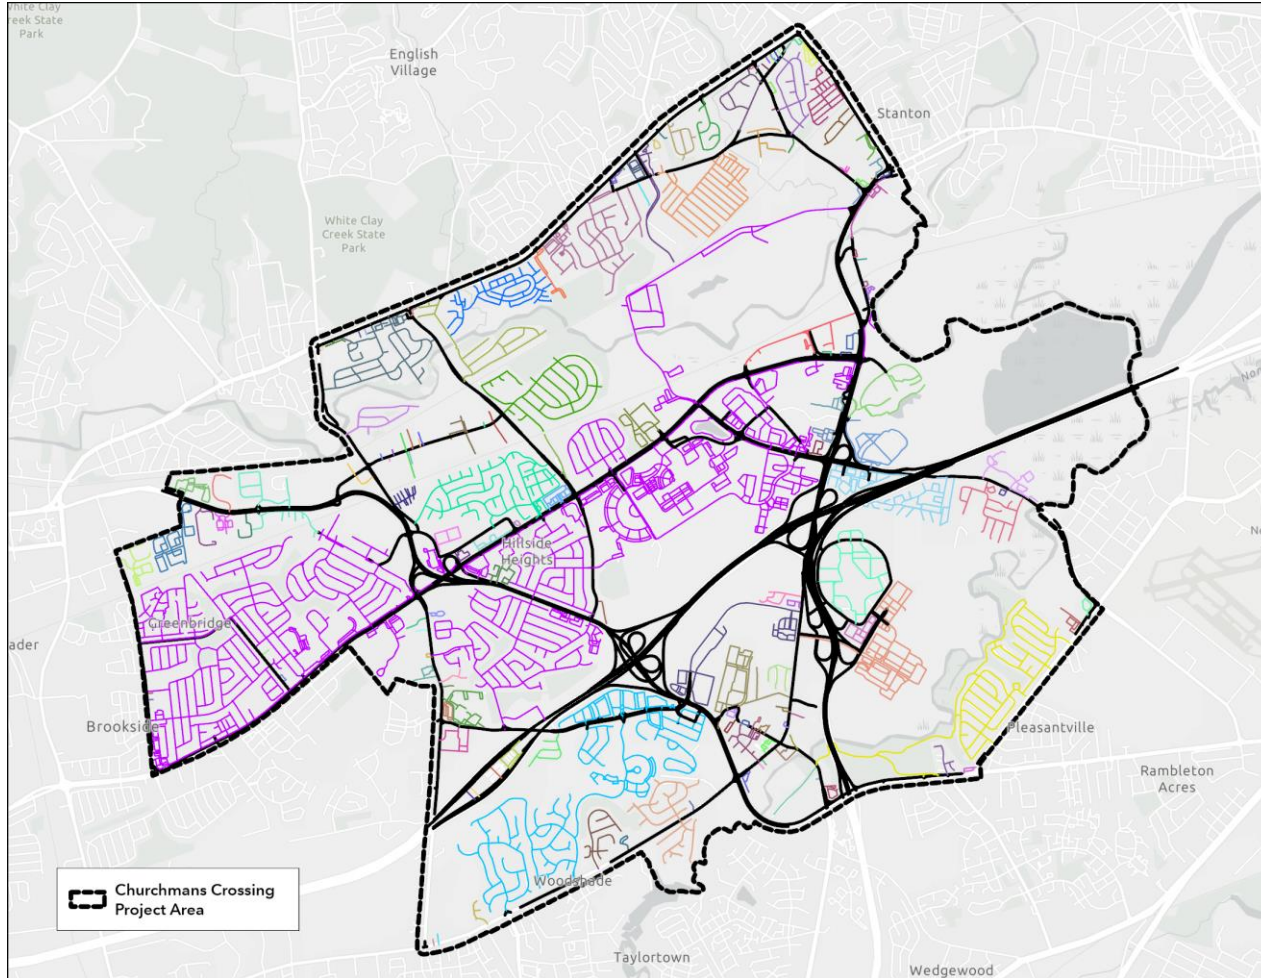 White Clay
Creek State
Park
English
Village
Stanton
White Clay
Creek State
Park
Hillside
Heights
Greenbridge
Brookside
Pleasantville
Rambleton
Acres
Woodshade
Churchmans Crossing
Project Area
Taylortown
Wedgewood